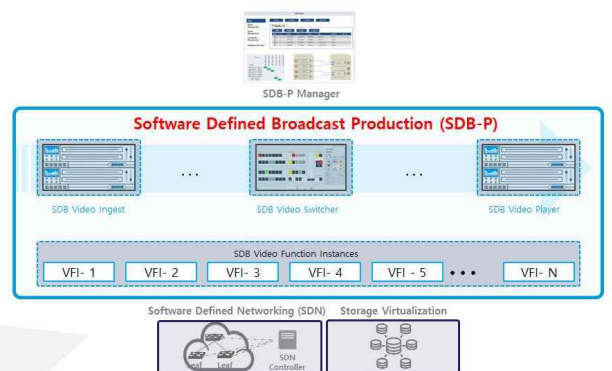 SDB-P Manager
Software Defined Broadcast Production (SDB-P)
SDB Video Ingest
SDB Video Switcher
SDB Video Player
SDB Video Function Instances
VFI- 1
VFI- 2
VFI- 3
VFI- 4
VFI - 5
VFI- N
Software Defined Networking (SDN)
Storage Virtualization
Leaf
Leaf
SDN
Controller